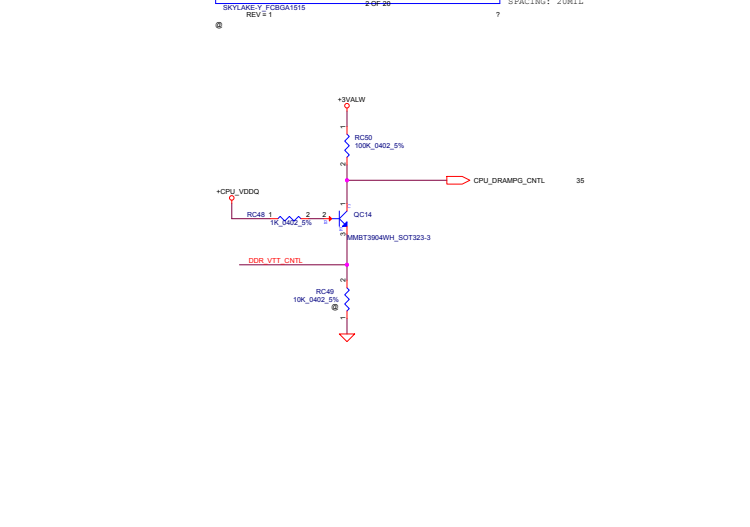 2 OF 20
SPACING: 20MIL
SKYLAKE-Y_FCBGA1515
REV = 1
?
@
+3VALW
1
RC50
100K_0402_5%
2
CPU_DRAMPG_CNTL
35
+CPU_VDDQ
1
RC48 1
2
2
QC14
1K_0402_5%
3
MMBT3904WH_SOT323-3
DDR_VTT_CNTL
2
RC49
10K_0402_5%
@
1